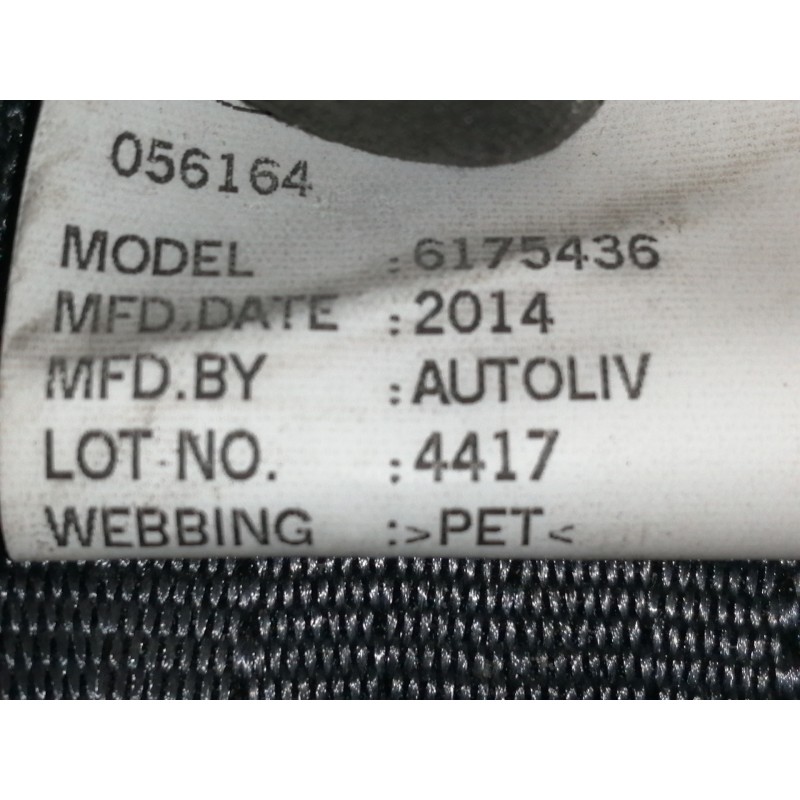 056164
MODEL : 6175436
MFD.DATE : 2014
MFD.BY : AUTOLIV
LOT NO. : 4417
WEBBING : >PET<